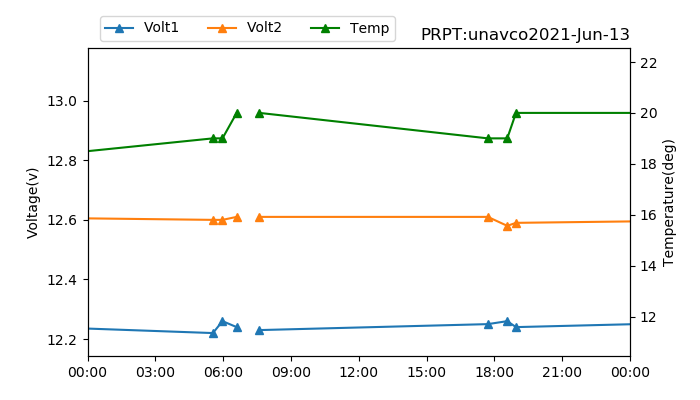 Volt1 Volt2 Temp
PRPT:unavco2021-Jun-13
Voltage(v)
13.0
12.8
12.6
12.4
12.2
22
20
18
16
14
12
Temperature(deg)
00:00 03:00 06:00 09:00 12:00 15:00 18:00 21:00 00:00